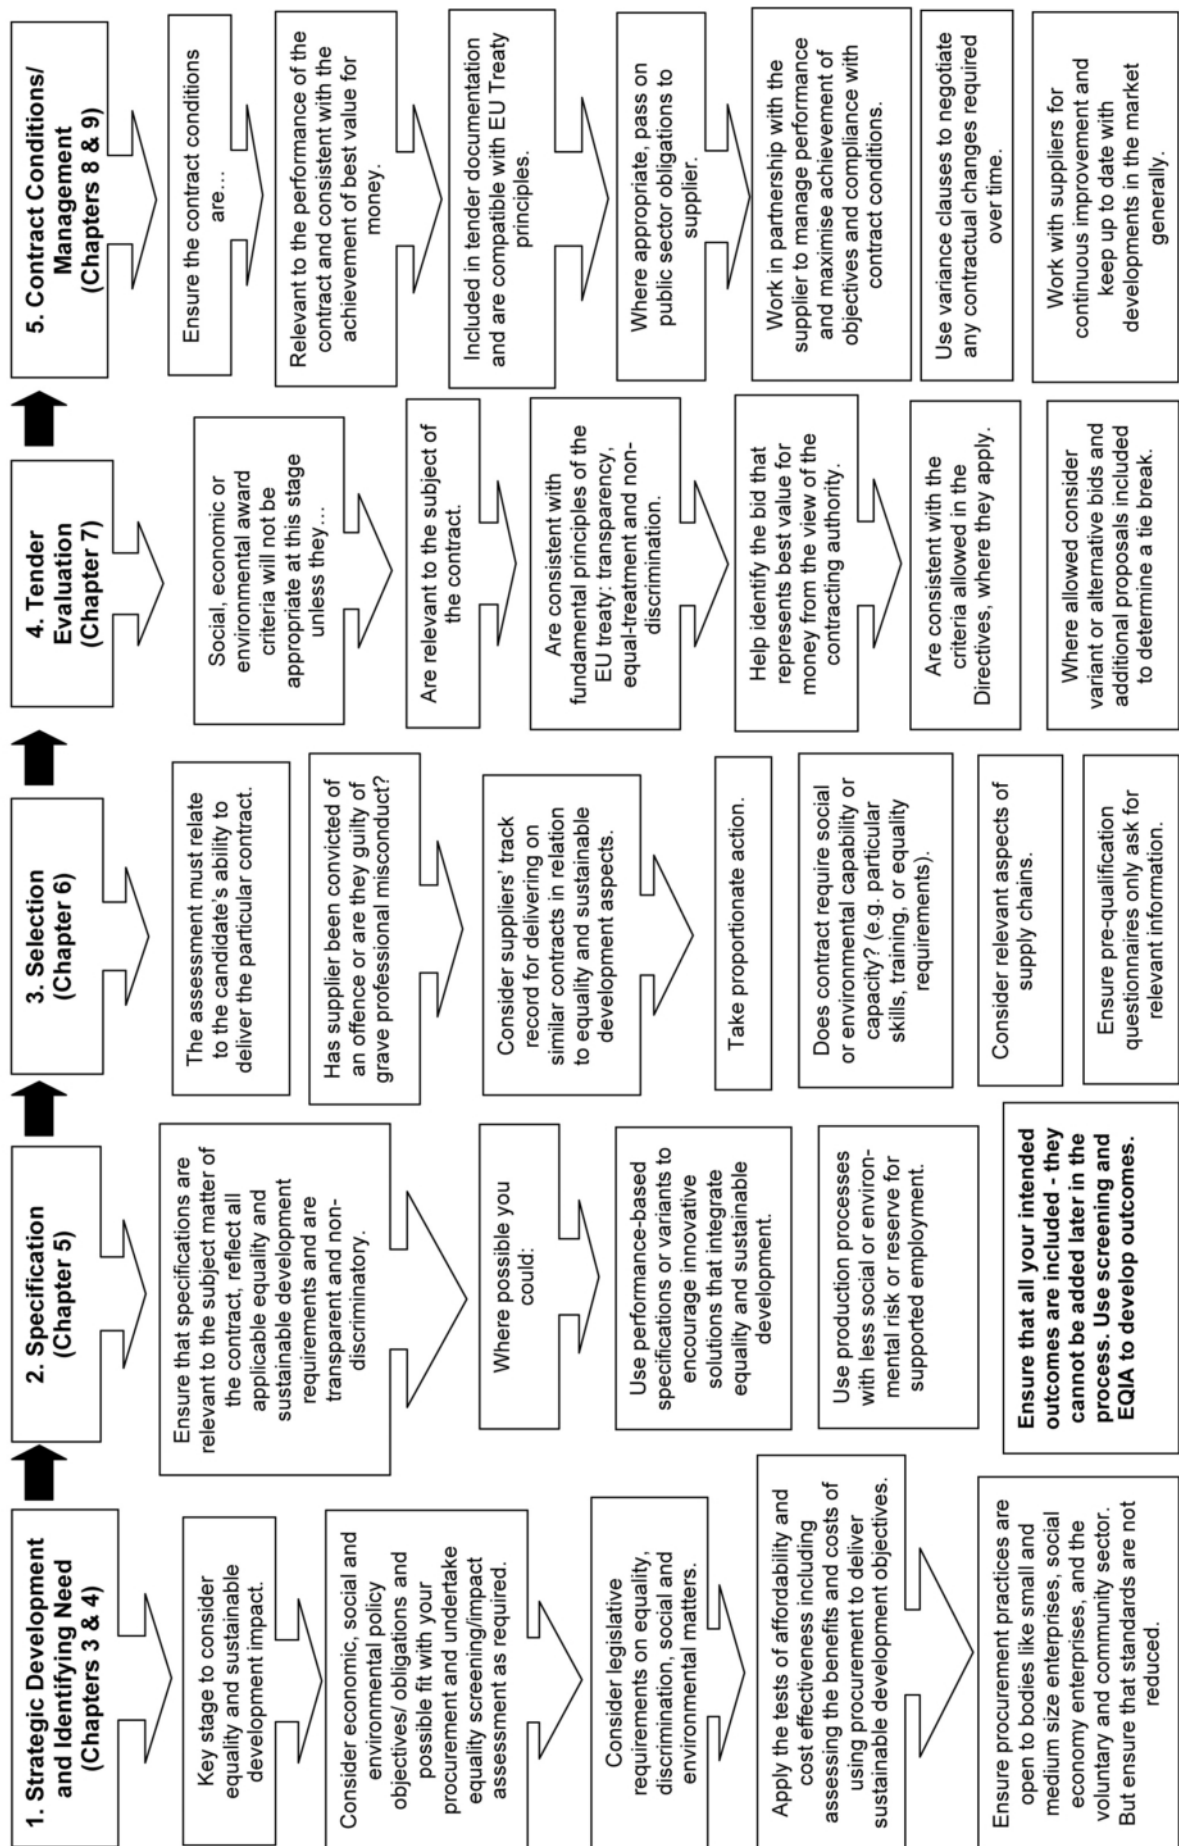 1. Strategic Development
and Identifying Need
(Chapters 3 & 4)
Key stage to consider
equality and sustainable
development impact.
Consider economic, social and
environmental policy
objectives/ obligations and
possible fit with your
procurement and undertake
equality screening/impact
assessment as required.
Consider legislative
requirements on equality,
discrimination, social and
environmental matters.
Apply the tests of affordability and
cost effectiveness including
assessing the benefits and costs of
using procurement to deliver
sustainable development objectives.
Ensure procurement practices are
open to bodies like small and
medium size enterprises, social
economy enterprises, and the
voluntary and community sector.
But ensure that standards are not
reduced.
2. Specification
(Chapter 5)
Ensure that specifications are
relevant to the subject matter of
the contract, reflect all
applicable equality and
sustainable development
requirements and are
transparent and non-
discriminatory.
Where possible you
could:
Use performance-based
specifications or variants to
encourage innovative
solutions that integrate
equality and sustainable
development.
Use production processes
with less social or environ-
mental risk or reserve for
supported employment.
Ensure that all your intended
outcomes are included - they
cannot be added later in the
process. Use screening and
EQIA to develop outcomes.
3. Selection
(Chapter 6)
The assessment must relate
to the candidate's ability to
deliver the particular contract.
Has supplier been convicted of
an offence or are they guilty of
grave professional misconduct?
Consider suppliers' track
record for delivering on
similar contracts in relation
to equality and sustainable
development aspects.
Take proportionate action.
Does contract require social
or environmental capability or
capacity? (e.g. particular
skills, training, or equality
requirements).
Consider relevant aspects of
supply chains.
Ensure pre-qualification
questionnaires only ask for
relevant information.
4. Tender
Evaluation
(Chapter 7)
Social, economic or
environmental award
criteria will not be
appropriate at this stage
unless they…
Are relevant to the subject of
the contract.
Are consistent with
fundamental principles of the
EU treaty: transparency,
equal-treatment and non-
discrimination.
Help identify the bid that
represents best value for
money from the view of the
contracting authority.
Are consistent with the
criteria allowed in the
Directives, where they apply.
Where allowed consider
variant or alternative bids and
additional proposals included
to determine a tie break.
5. Contract Conditions/
Management
(Chapters 8 & 9)
Ensure the contract conditions
are…
Relevant to the performance of the
contract and consistent with the
achievement of best value for
money.
Included in tender documentation
and are compatible with EU Treaty
principles.
Where appropriate, pass on
public sector obligations to
supplier.
Work in partnership with the
supplier to manage performance
and maximise achievement of
objectives and compliance with
contract conditions.
Use variance clauses to negotiate
any contractual changes required
over time.
Work with suppliers for
continuous improvement and
keep up to date with
developments in the market
generally.